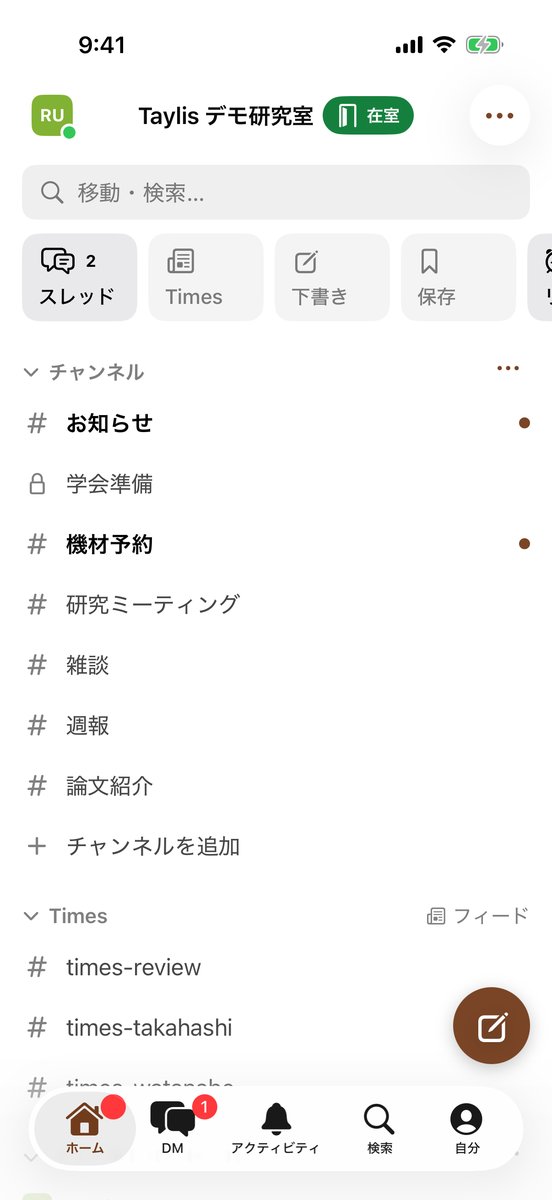 9:41
RU
Taylis デモ研究室
在室
移動・検索...
2
スレッド
Times
下書き
保存
チャンネル
# お知らせ
学会準備
# 機材予約
# 研究ミーティング
# 雑談
# 週報
# 論文紹介
+ チャンネルを追加
Times
フィード
# times-review
# times-takahashi
# times-watanabe
1
ホーム
DM
アクティビティ
検索
自分